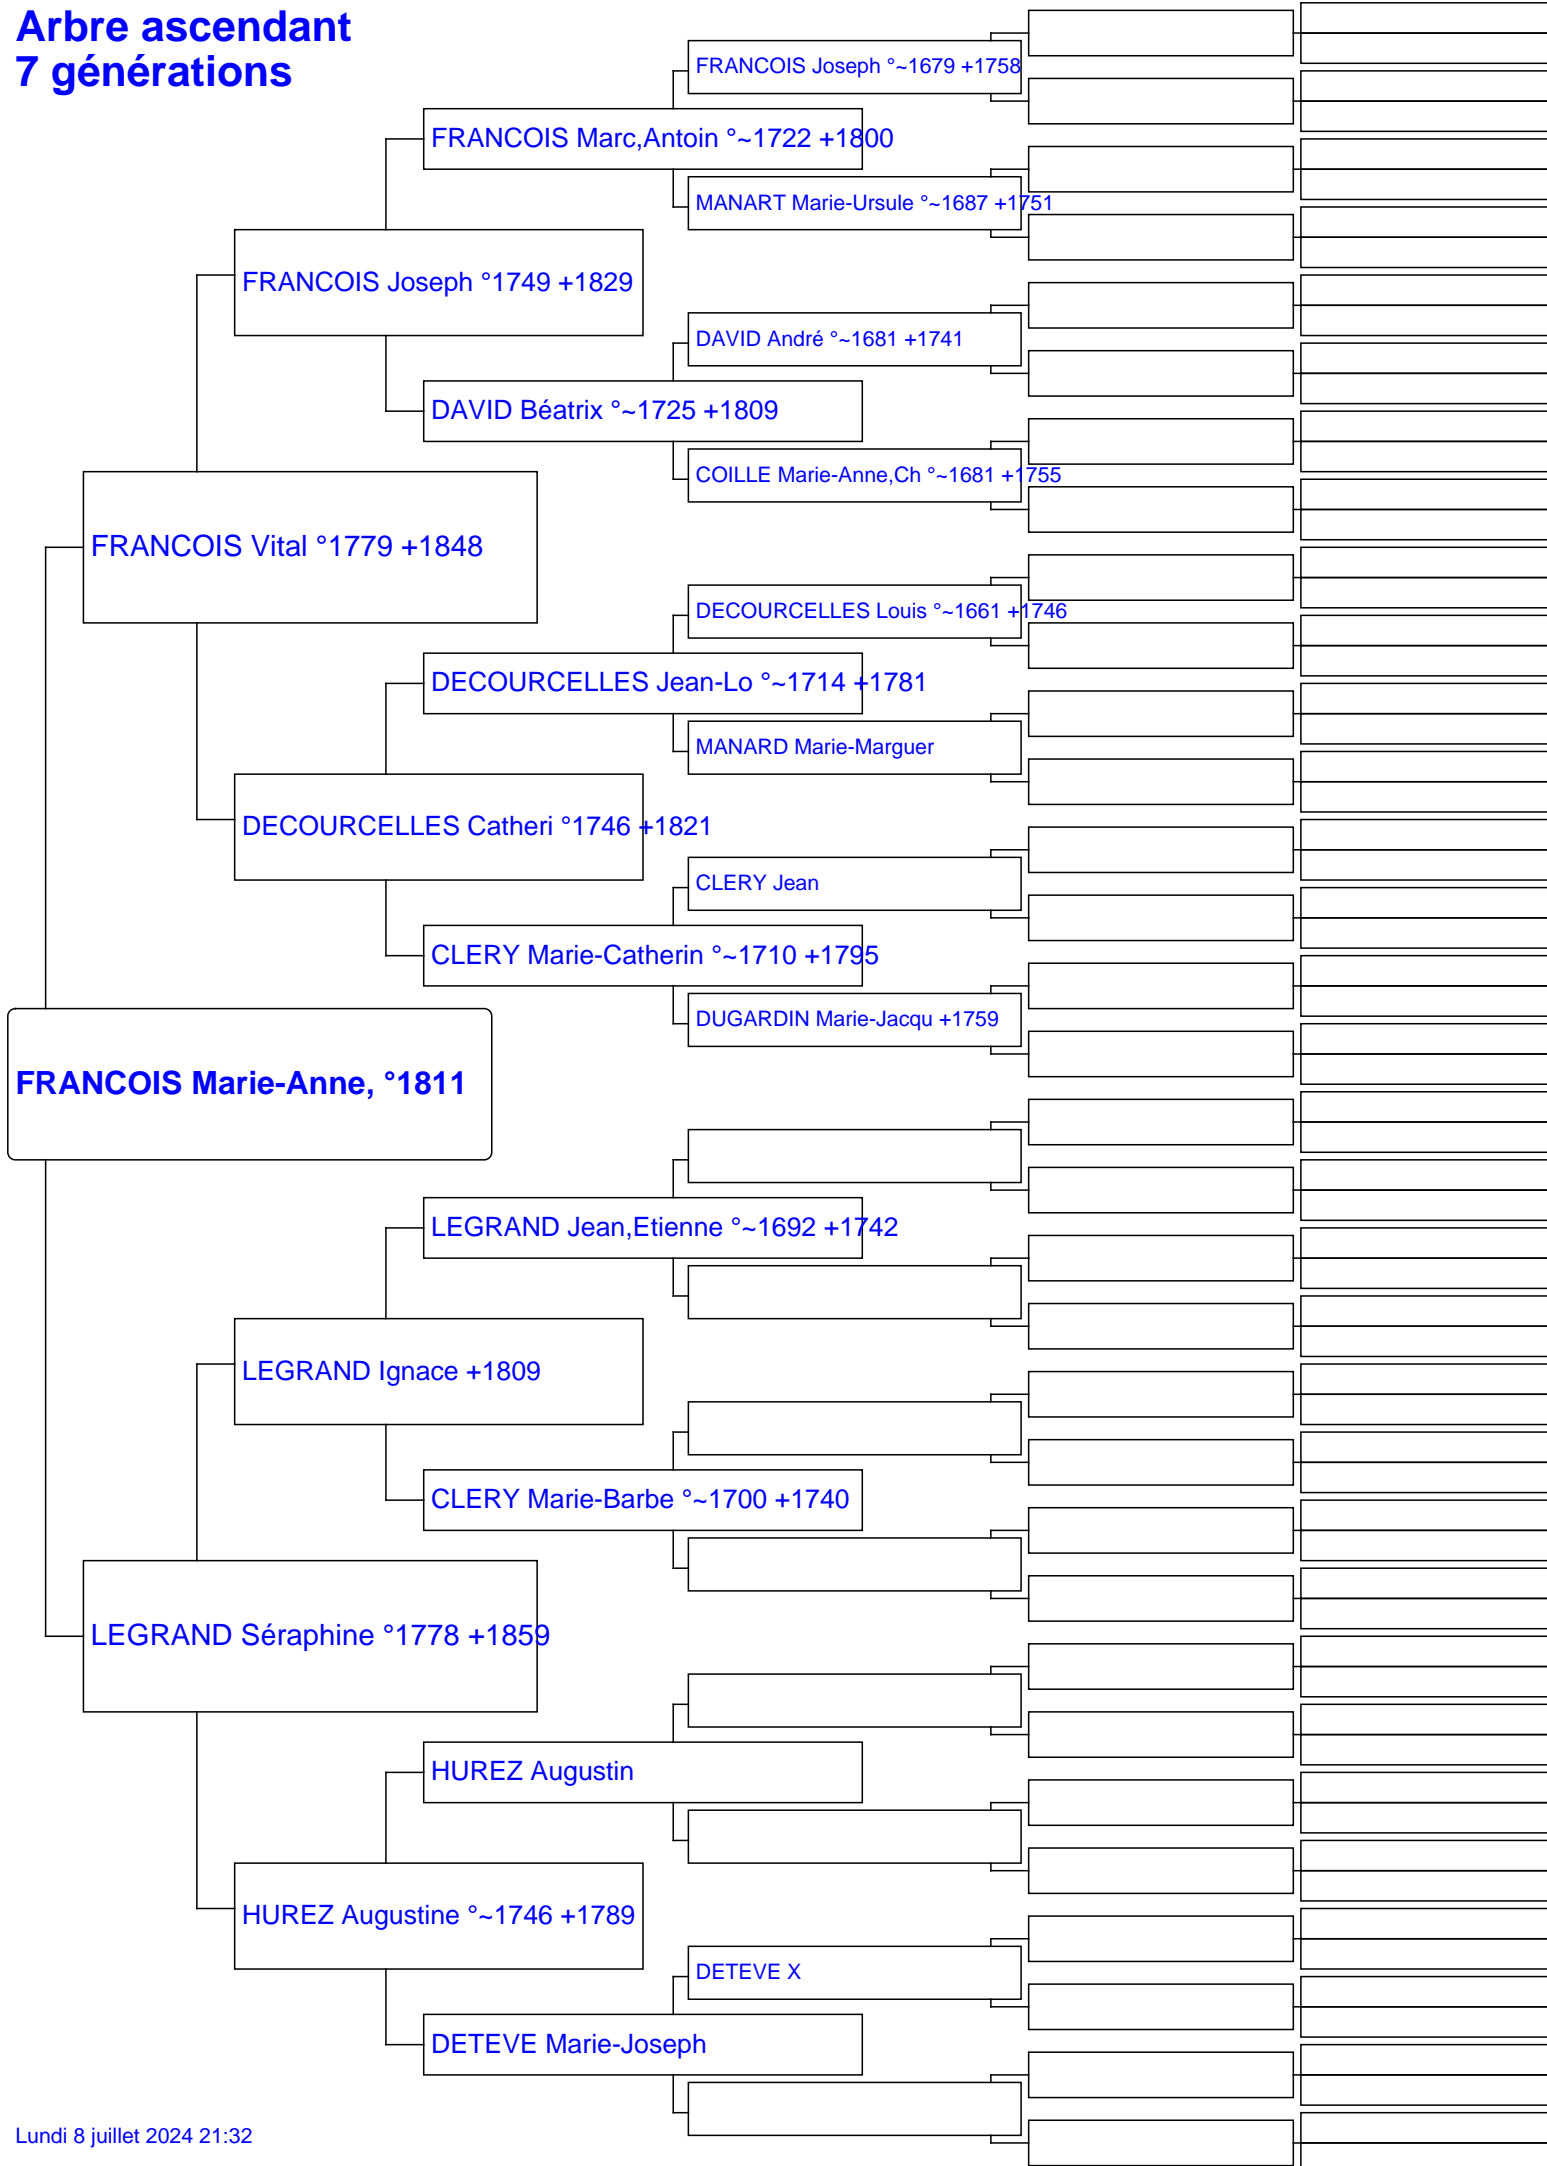 Arbre ascendant
7 générations
FRANCOIS Joseph °~1679 +1758
FRANCOIS Marc,Antoin °~1722 +1800
MANART Marie-Ursule °~1687 +1751
FRANCOIS Joseph °1749 +1829
DAVID André °~1681 +1741
DAVID Béatrix °~1725 +1809
COILLE Marie-Anne,Ch °~1681 +1755
FRANCOIS Vital °1779 +1848
DECOURCELLES Louis °~1661 +1746
DECOURCELLES Jean-Lo °~1714 +1781
MANARD Marie-Marguer
DECOURCELLES Catheri °1746 +1821
CLERY Jean
CLERY Marie-Catherin °~1710 +1795
DUGARDIN Marie-Jacqu +1759
FRANCOIS Marie-Anne, °1811
LEGRAND Jean,Etienne °~1692 +1742
LEGRAND Ignace +1809
CLERY Marie-Barbe °~1700 +1740
LEGRAND Séraphine °1778 +1859
HUREZ Augustin
HUREZ Augustine °~1746 +1789
DETEVE X
DETEVE Marie-Joseph
Lundi 8 juillet 2024 21:32